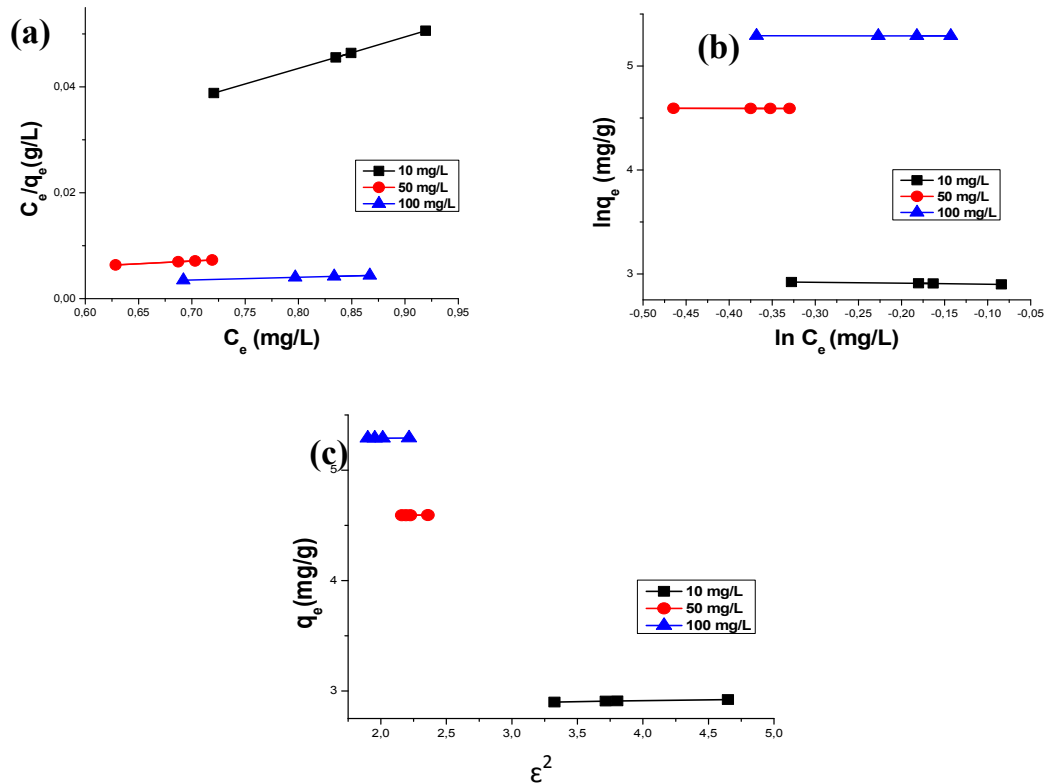 (a)
C_e/q_e(g/L)
0,04
0,02
0,00
0,60 0,65 0,70 0,75 0,80 0,85 0,90 0,95
C_e (mg/L)
10 mg/L
50 mg/L
100 mg/L
(b)
lnq_e (mg/g)
5
4
3
-0,50 -0,45 -0,40 -0,35 -0,30 -0,25 -0,20 -0,15 -0,10 -0,05
ln C_e (mg/L)
10 mg/L
50 mg/L
100 mg/L
(c)
q_e(mg/g)
5
4
3
2,0 2,5 3,0 3,5 4,0 4,5 5,0
ε²
10 mg/L
50 mg/L
100 mg/L